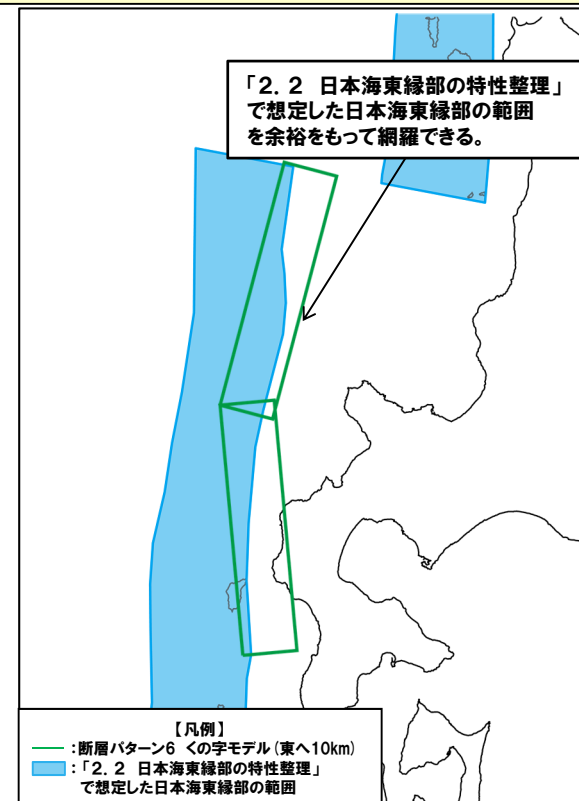 「2.2 日本海東縁部の特性整理」
で想定した日本海東縁部の範囲
を余裕をもって網羅できる。
【凡例】
:断層パターン6 くの字モデル(東へ10km)
:「2.2 日本海東縁部の特性整理」
で想定した日本海東縁部の範囲